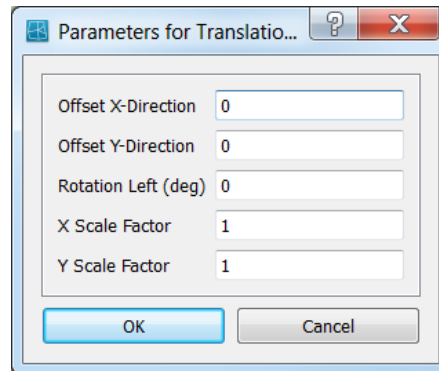 Parameters for Translatio...
Offset X-Direction 0
Offset Y-Direction 0
Rotation Left (deg) 0
X Scale Factor 1
Y Scale Factor 1
OK Cancel